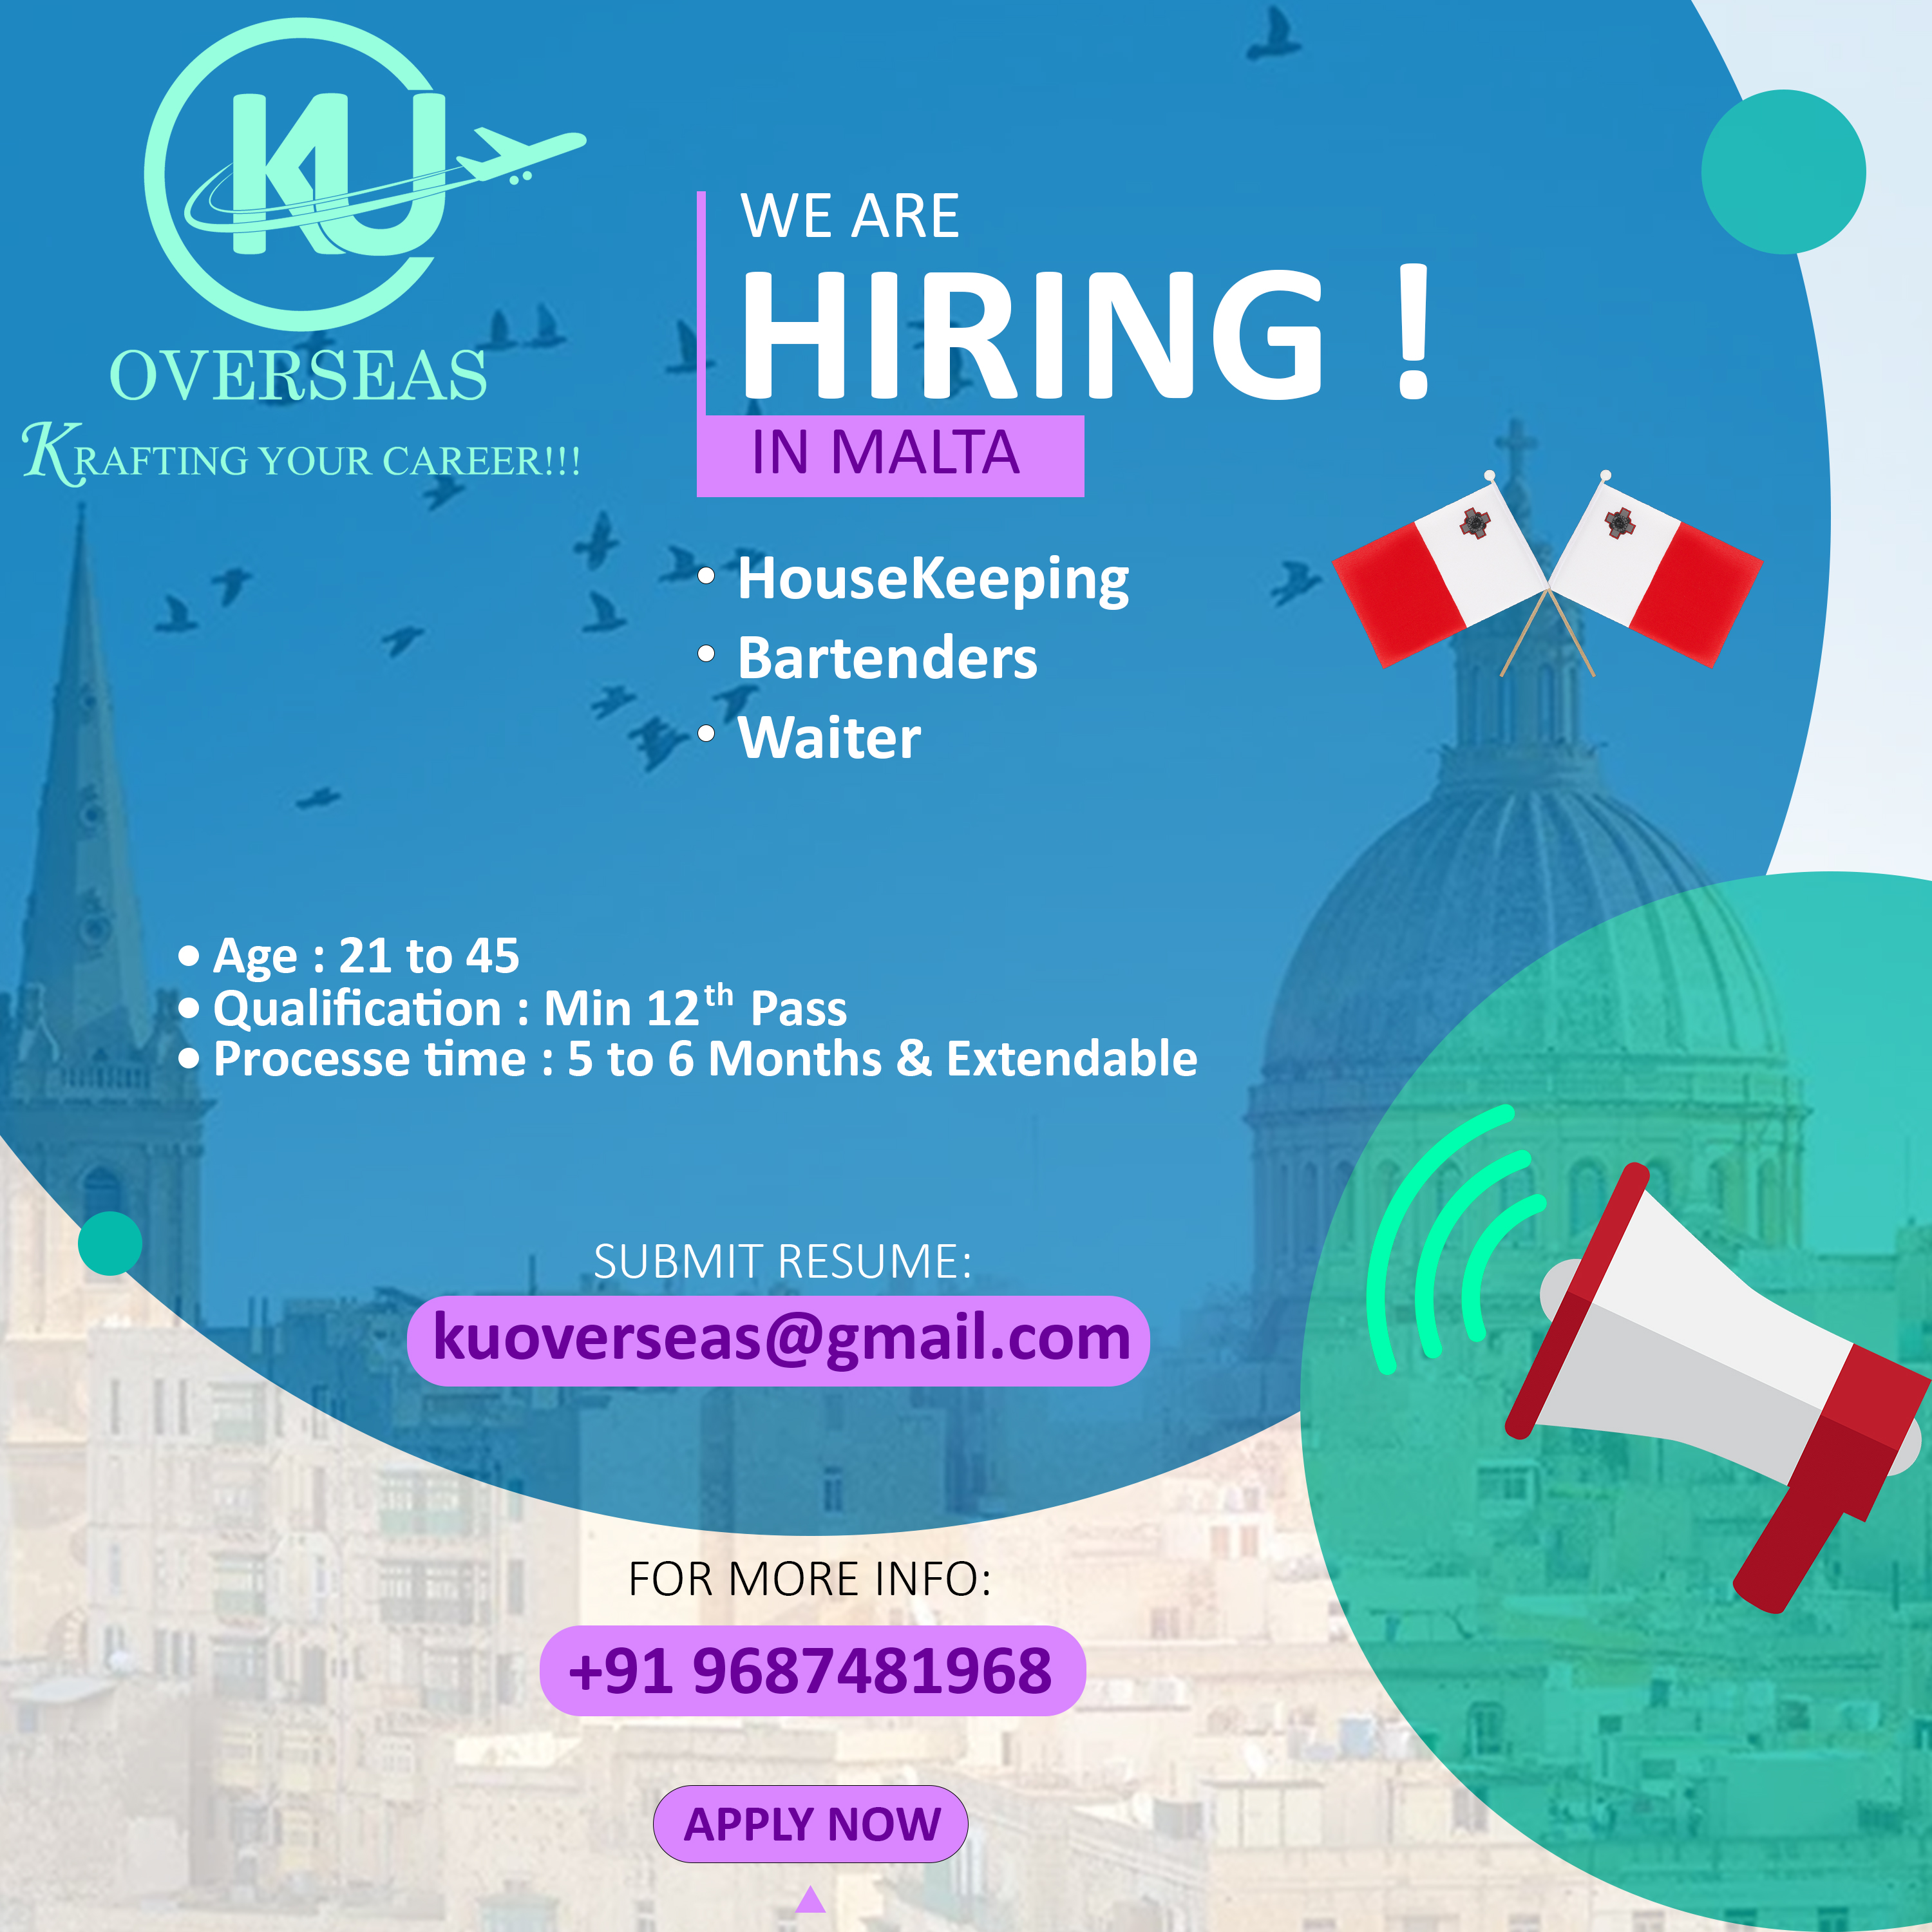 KU
OVERSEAS
KRAFTING YOUR CAREER!!!
WE ARE
HIRING !
IN MALTA
• HouseKeeping
• Bartenders
• Waiter
• Age : 21 to 45
• Qualification : Min 12th Pass
• Processe time : 5 to 6 Months & Extendable
SUBMIT RESUME:
kuoverseas@gmail.com
FOR MORE INFO:
+91 9687481968
APPLY NOW